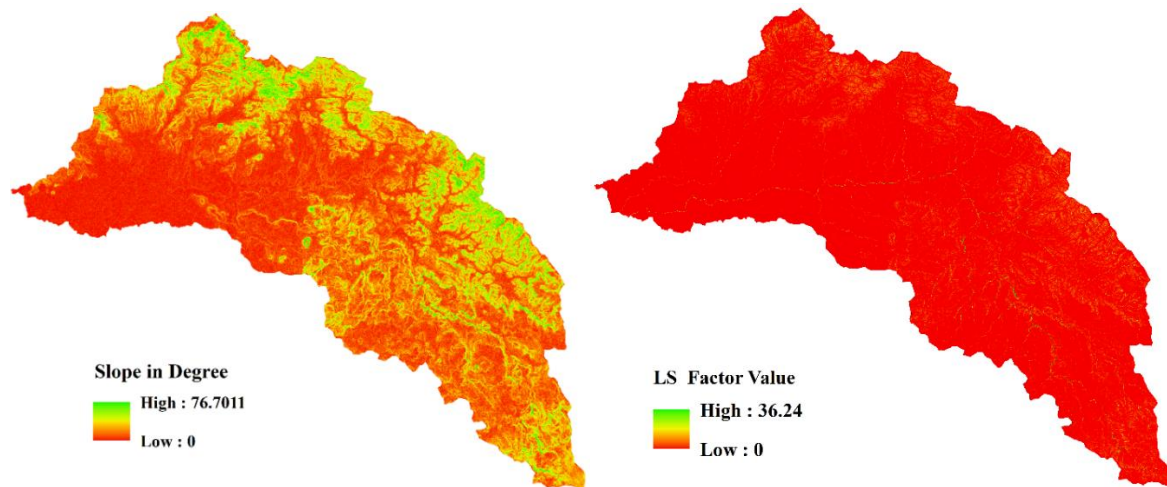 Slope in Degree
High : 76.7011
Low : 0
LS Factor Value
High : 36.24
Low : 0